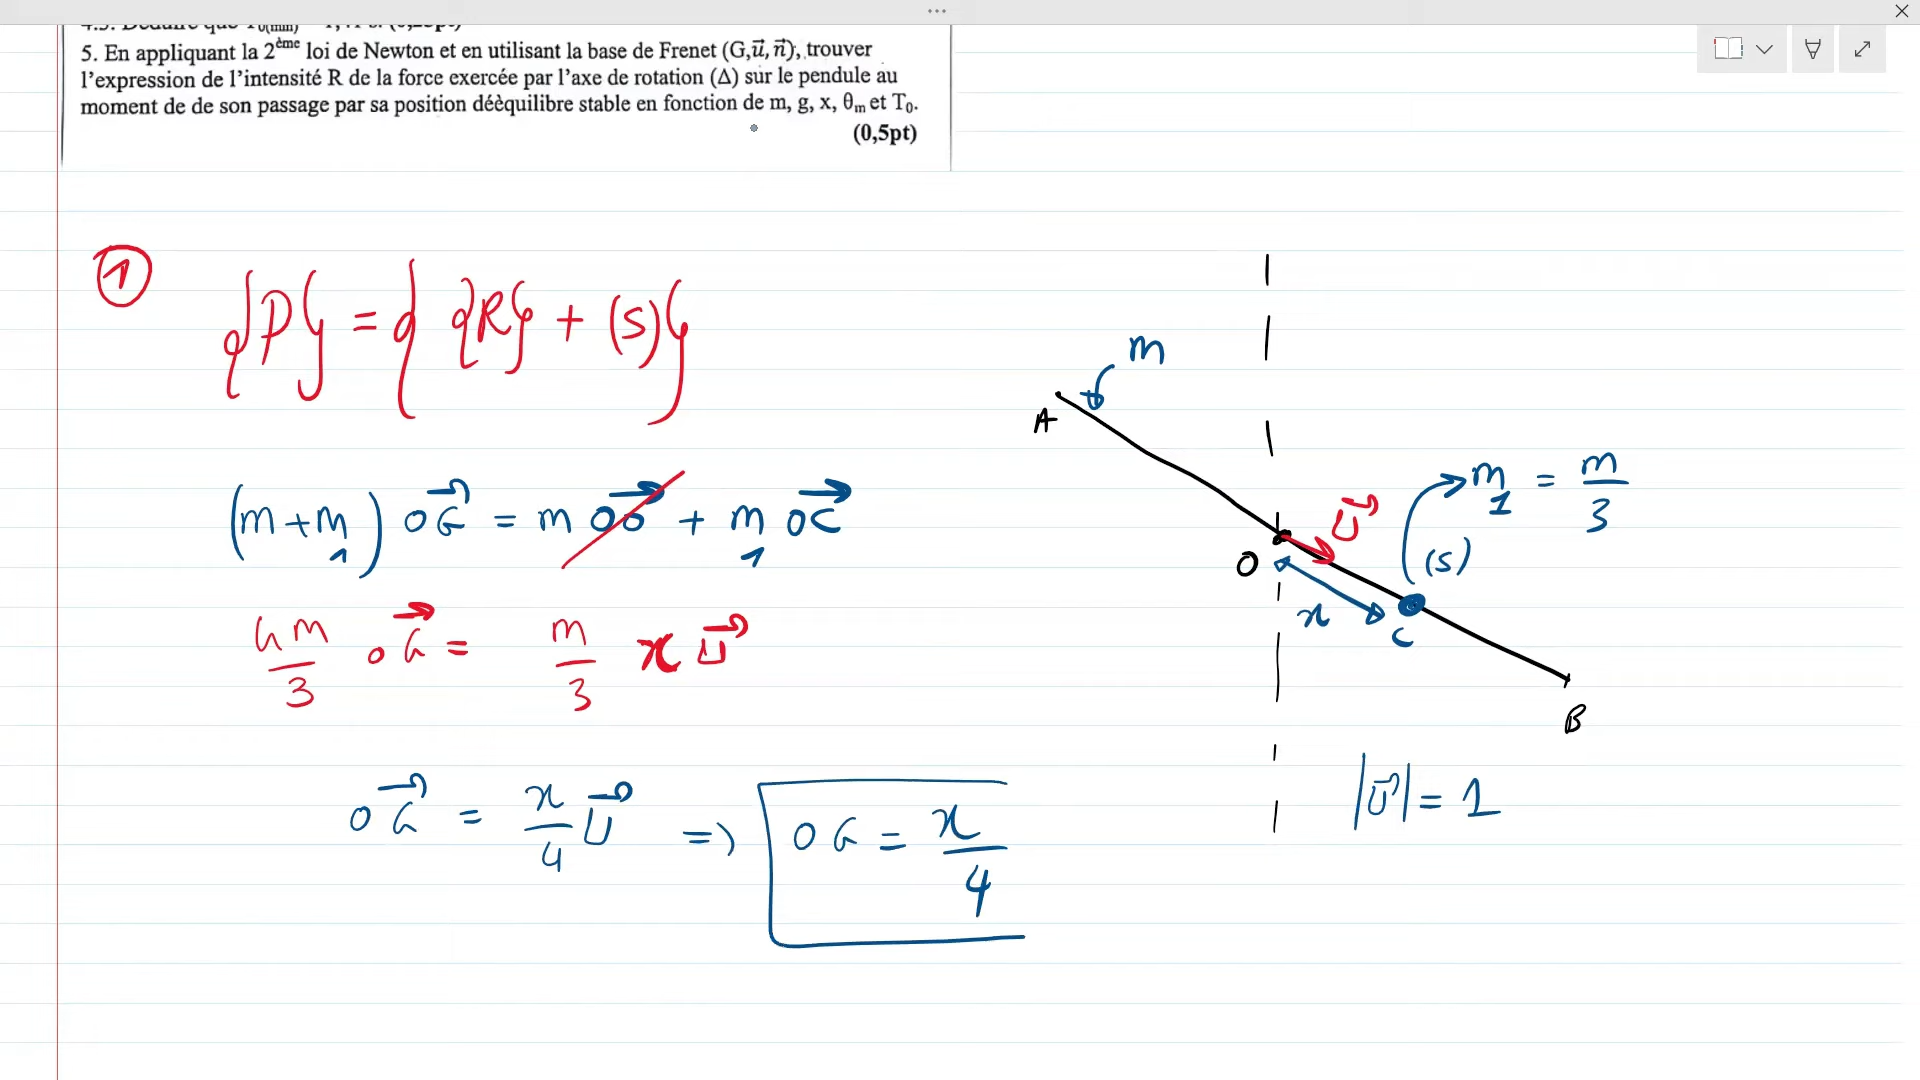 5. En appliquant la 2ème loi de Newton et en utilisant la base de Frenet (G,u⃗,n⃗), trouver
l'expression de l'intensité R de la force exercée par l'axe de rotation (Δ) sur le pendule au
moment de de son passage par sa position déèquilibre stable en fonction de m, g, x, θm et T₀.
(0,5pt)
1
{P} = { {R} + (S) }
(m + m₁) OG⃗ = m OO⃗ + m₁ OC⃗
4m/3 OG⃗ = m/3 x U⃗
OG⃗ = x/4 U⃗ => OG = x/4
m
A
m₁ = m/3
U⃗
O
(S)
x
C
B
|U⃗| = 1